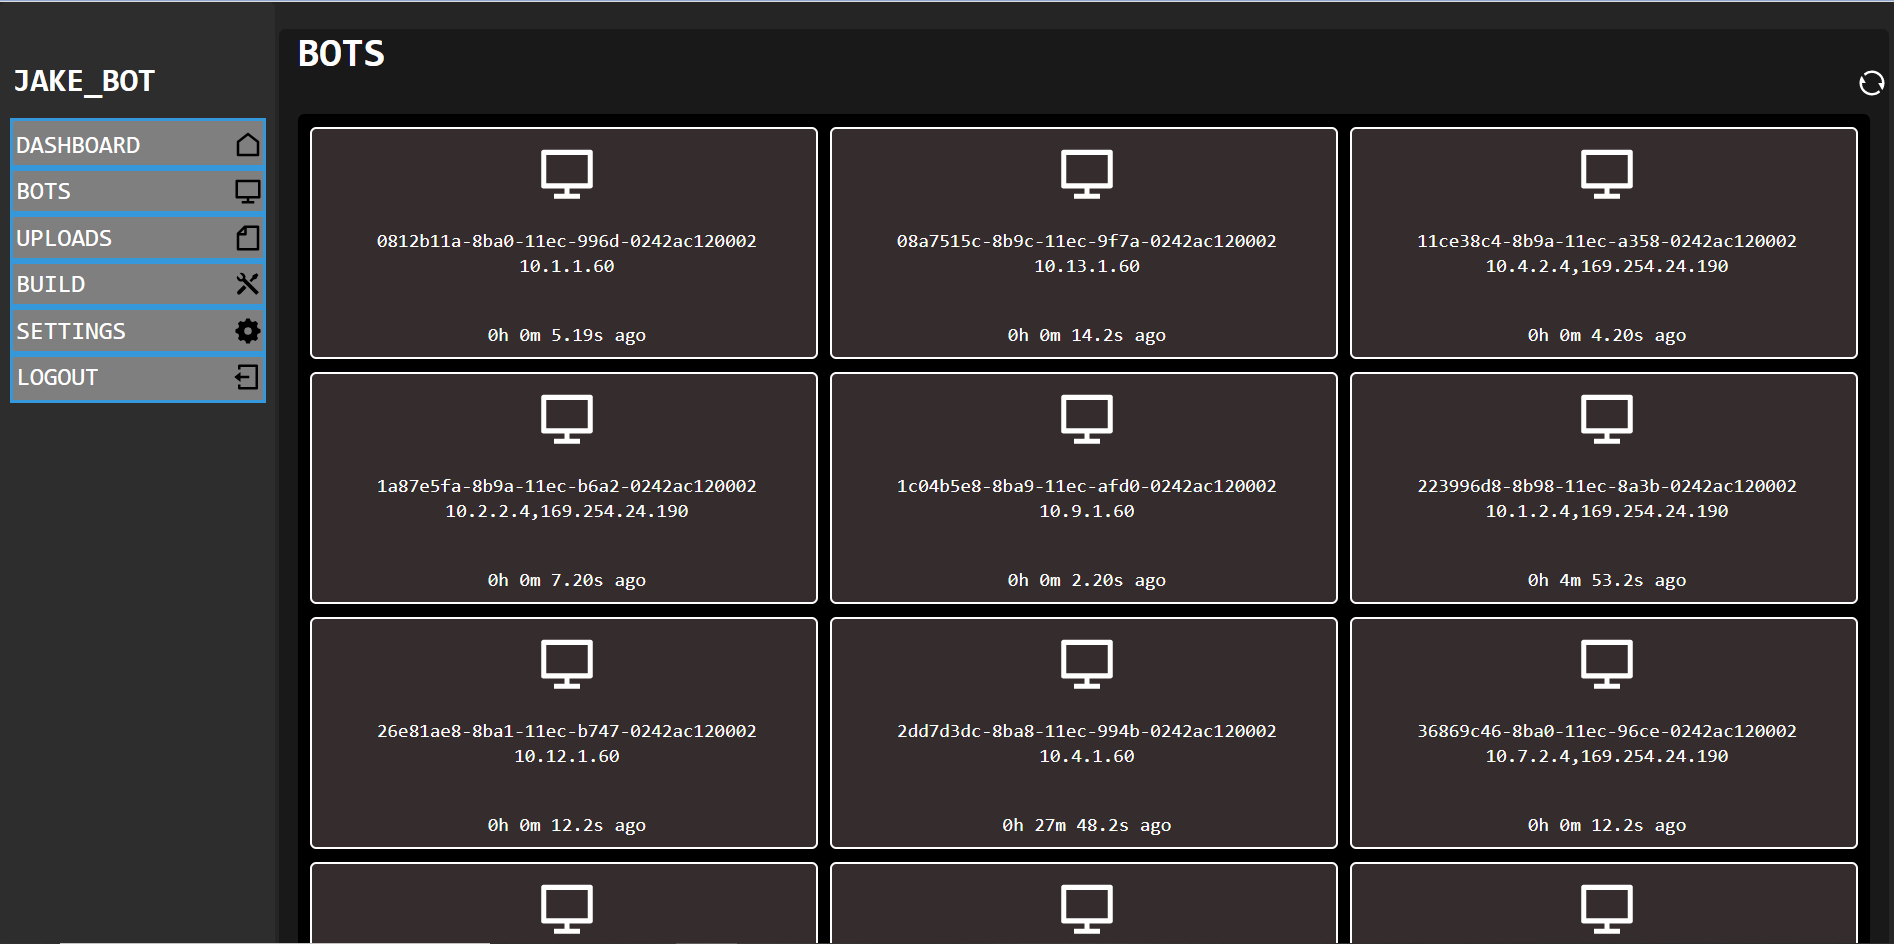 JAKE_BOT
DASHBOARD
BOTS
UPLOADS
BUILD
SETTINGS
LOGOUT
BOTS
0812b11a-8ba0-11ec-996d-0242ac120002
10.1.1.60
0h 0m 5.19s ago
08a7515c-8b9c-11ec-9f7a-0242ac120002
10.13.1.60
0h 0m 14.2s ago
11ce38c4-8b9a-11ec-a358-0242ac120002
10.4.2.4,169.254.24.190
0h 0m 4.20s ago
1a87e5fa-8b9a-11ec-b6a2-0242ac120002
10.2.2.4,169.254.24.190
0h 0m 7.20s ago
1c04b5e8-8ba9-11ec-afd0-0242ac120002
10.9.1.60
0h 0m 2.20s ago
223996d8-8b98-11ec-8a3b-0242ac120002
10.1.2.4,169.254.24.190
0h 4m 53.2s ago
26e81ae8-8ba1-11ec-b747-0242ac120002
10.12.1.60
0h 0m 12.2s ago
2dd7d3dc-8ba8-11ec-994b-0242ac120002
10.4.1.60
0h 27m 48.2s ago
36869c46-8ba0-11ec-96ce-0242ac120002
10.7.2.4,169.254.24.190
0h 0m 12.2s ago